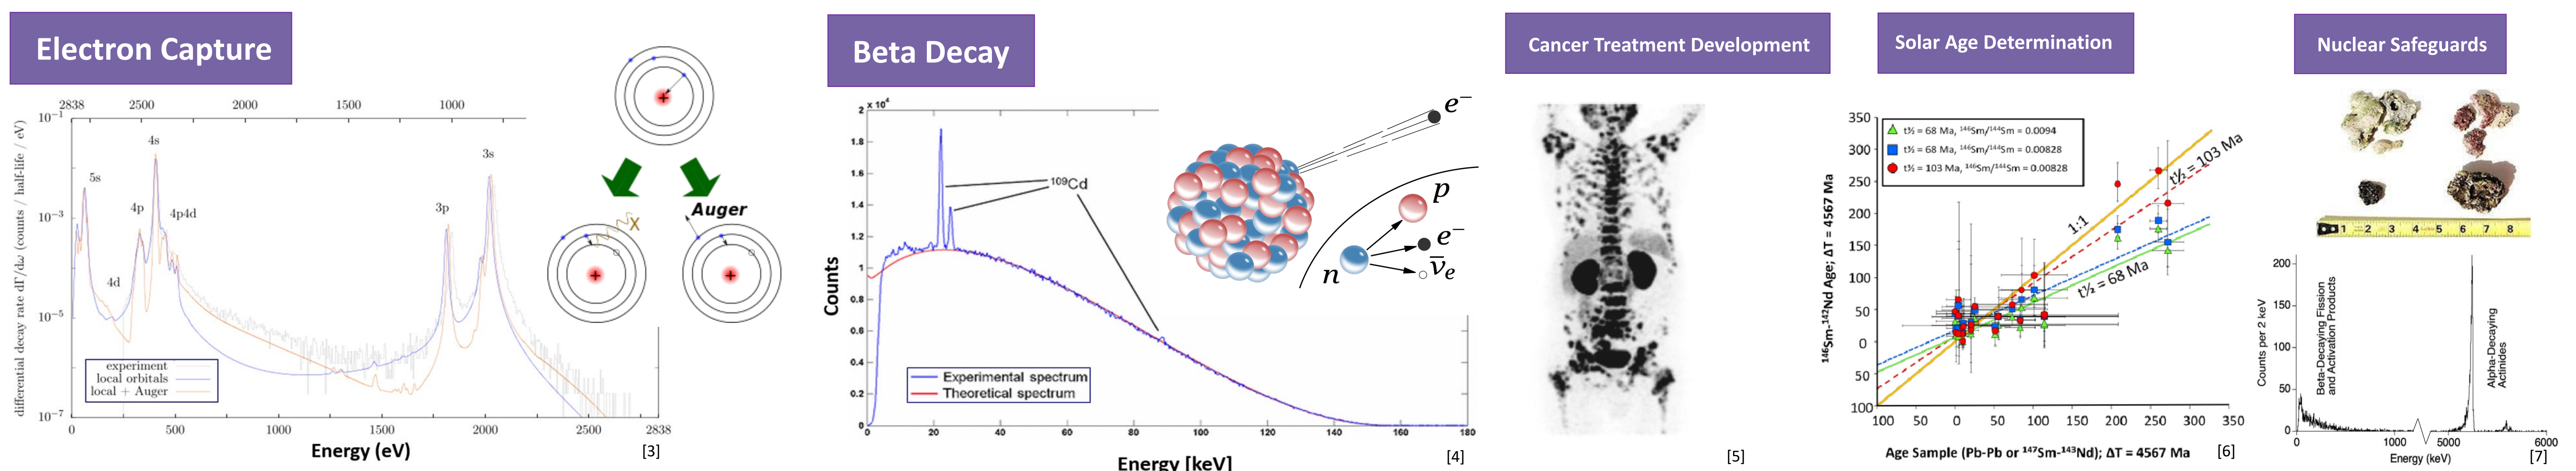 Electron Capture
2838 2500 2000 1500 1000
differential decay rate dΓ/dω (counts / half-life / eV)
10⁻¹
10⁻³
10⁻⁵
10⁻⁷
5s
4d
4p
4s
4p4d
3p
3s
experiment
local orbitals
local + Auger
0 500 1000 1500 2000 2500 2838
Energy (eV)
[3]
+
X
Auger
+
+
Beta Decay
2 x 10⁴
1.8
1.6
1.4
1.2
1
0.8
0.6
0.4
0.2
0
Counts
¹⁰⁹Cd
Experimental spectrum
Theoretical spectrum
0 20 40 60 80 100 120 140 160 180
Energy [keV]
[4]
e⁻
p
n
e⁻
ν̄ₑ
Cancer Treatment Development
[5]
Solar Age Determination
¹⁴⁶Sm-¹⁴²Nd Age; ΔT = 4567 Ma
350
300
250
200
150
100
50
0
50
100
t½ = 68 Ma, ¹⁴⁶Sm/¹⁴⁴Sm = 0.0094
t½ = 68 Ma, ¹⁴⁶Sm/¹⁴⁴Sm = 0.00828
t½ = 103 Ma, ¹⁴⁶Sm/¹⁴⁴Sm = 0.00828
1:1
t½ = 103 Ma
t½ = 68 Ma
100 50 0 50 100 150 200 250 300 350
Age Sample (Pb-Pb or ¹⁴⁷Sm-¹⁴³Nd); ΔT = 4567 Ma
[6]
Nuclear Safeguards
1 2 3 4 5 6 7 8
Counts per 2 keV
200
150
100
50
0
Beta-Decaying Fission
and Activation Products
Alpha-Decaying
Actinides
0 1000 5000 6000
Energy (keV)
[7]